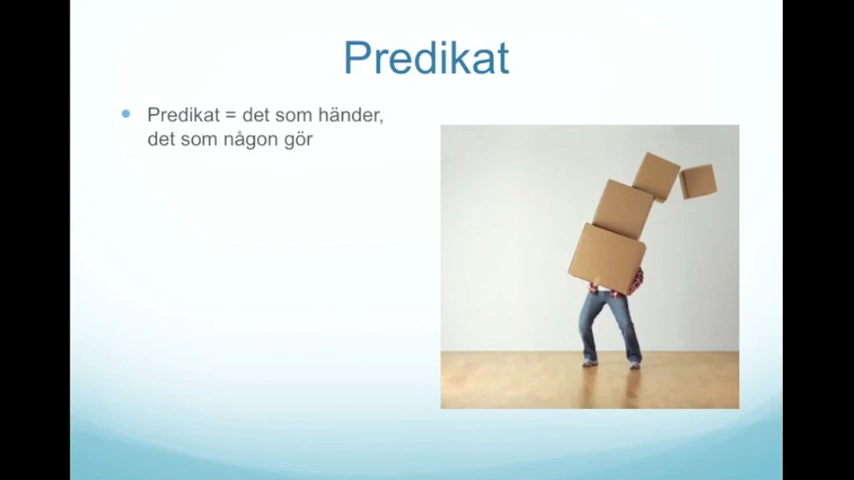 Predikat
Predikat = det som händer,
det som någon gör